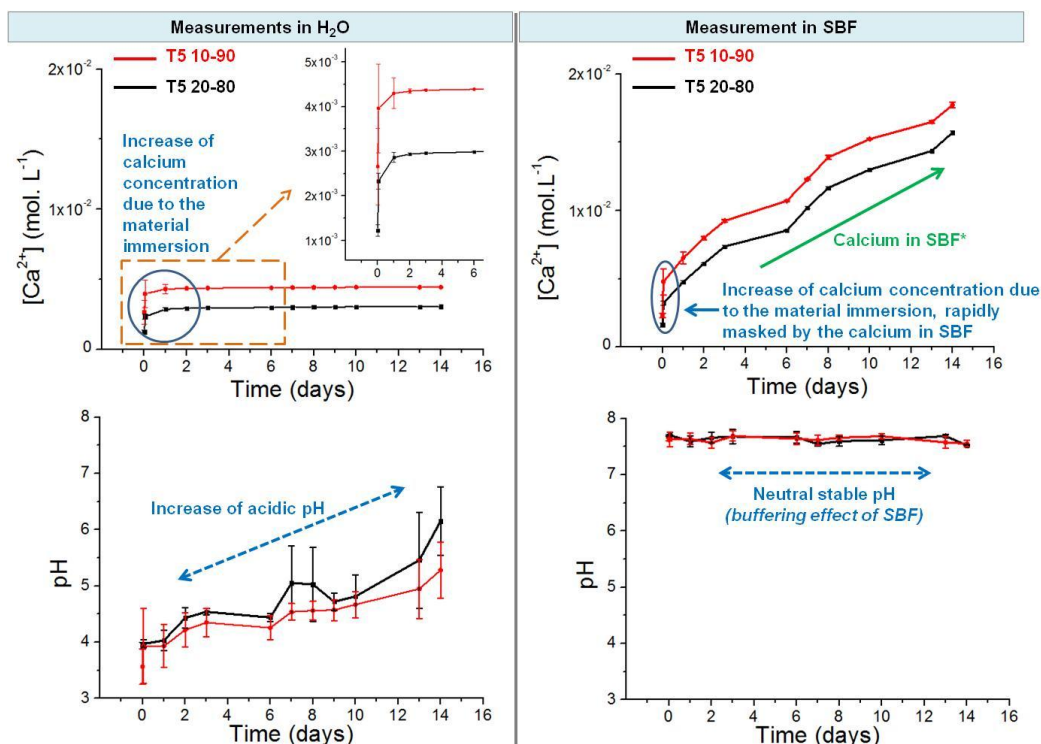 Measurements in H₂O
T5 10-90
T5 20-80
2x10⁻²
1x10⁻²
0
[Ca²⁺] (mol. L⁻¹)
Increase of
calcium
concentration
due to the
material
immersion
5x10⁻³
4x10⁻³
3x10⁻³
2x10⁻³
1x10⁻³
0 2 4 6
0 2 4 6 8 10 12 14 16
Time (days)
Measurement in SBF
T5 10-90
T5 20-80
2x10⁻²
1x10⁻²
0
[Ca²⁺] (mol.L⁻¹)
Calcium in SBF*
Increase of calcium concentration due
to the material immersion, rapidly
masked by the calcium in SBF
0 2 4 6 8 10 12 14 16
Time (days)
8
7
6
5
4
3
pH
Increase of acidic pH
0 2 4 6 8 10 12 14 16
Time (days)
8
7
6
5
4
3
pH
Neutral stable pH
(buffering effect of SBF)
0 2 4 6 8 10 12 14 16
Time (days)